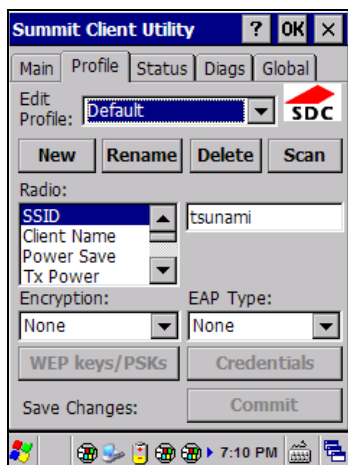 Summit Client Utility ? OK ×
Main Profile Status Diags Global
Edit
Profile: Default
SDC
New Rename Delete Scan
Radio:
SSID tsunami
Client Name
Power Save
Tx Power
Encryption: EAP Type:
None None
WEP keys/PSKs Credentials
Save Changes: Commit
7:10 PM